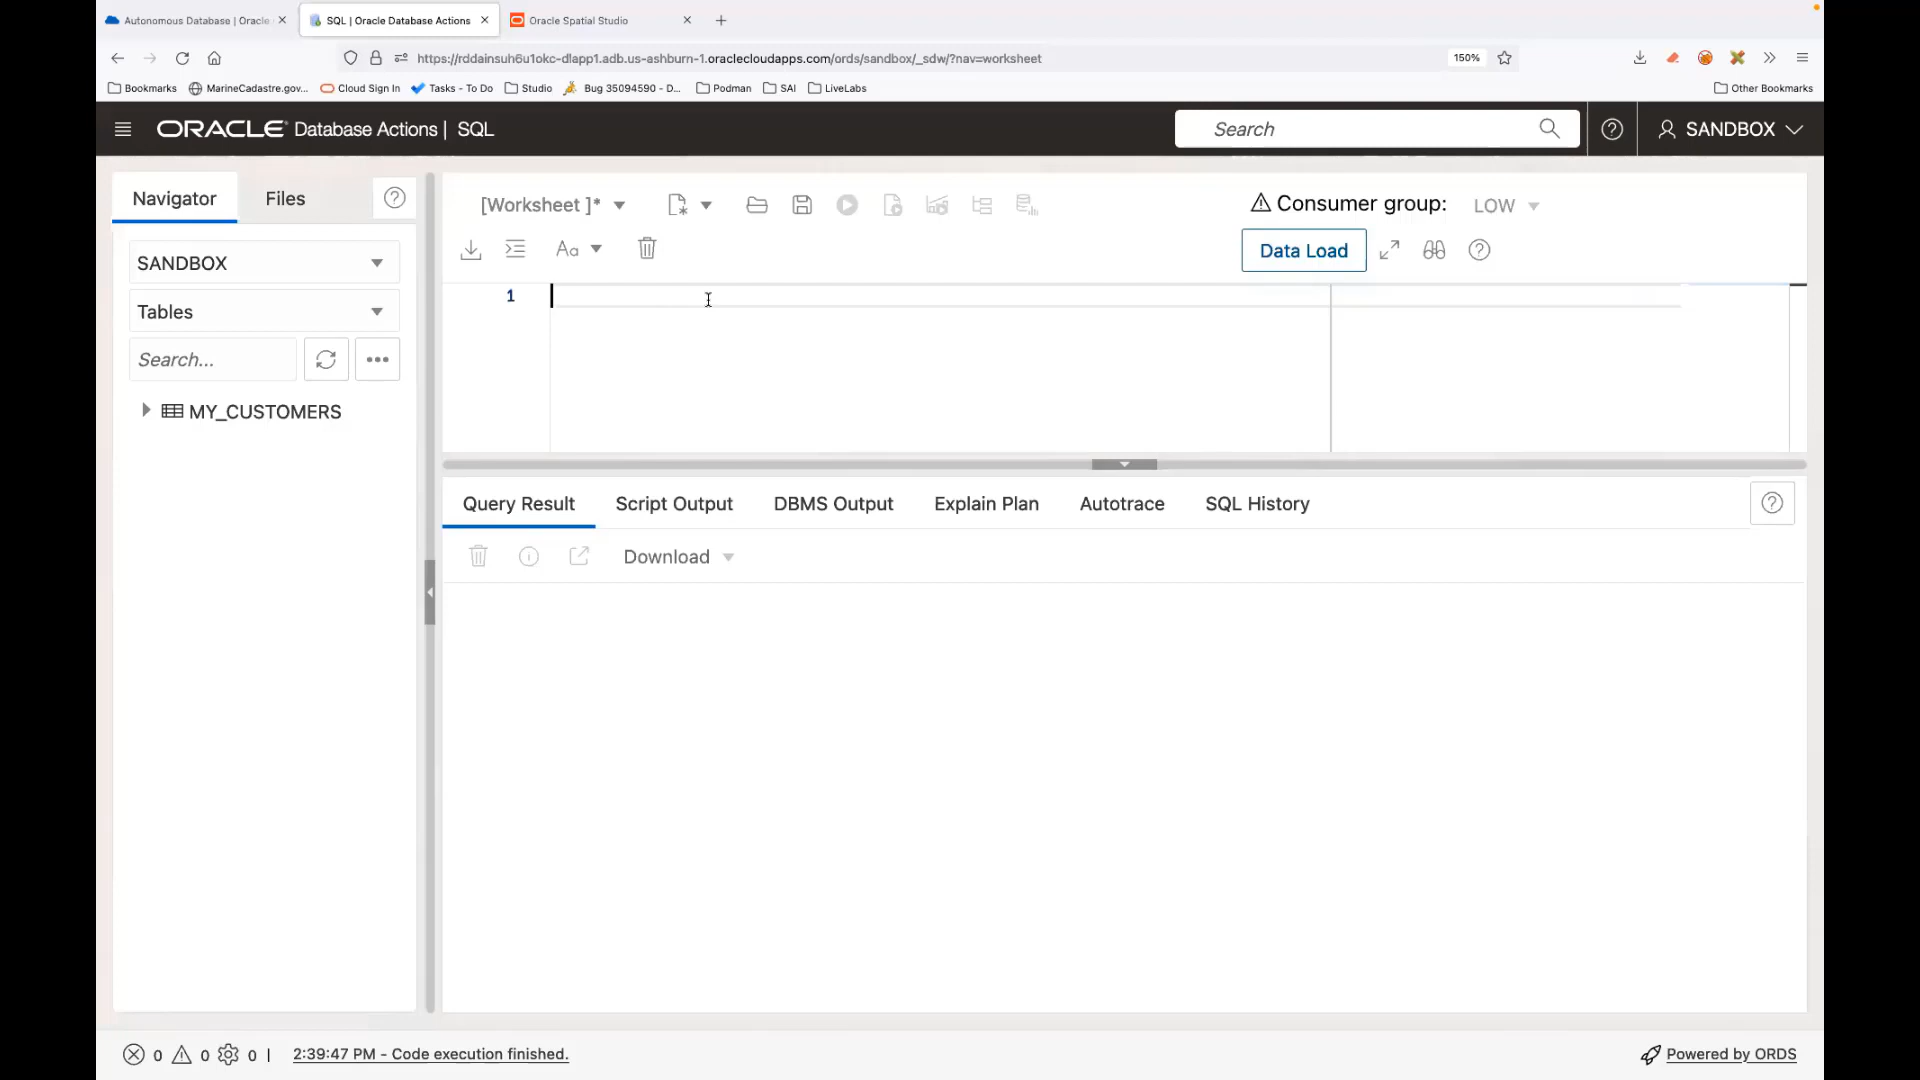 Autonomous Database | Oracle
SQL | Oracle Database Actions
Oracle Spatial Studio
https://rddainsuh6u1okc-dlapp1.adb.us-ashburn-1.oraclecloudapps.com/ords/sandbox/_sdw/?nav=worksheet
150%
Bookmarks
MarineCadastre.gov...
Cloud Sign In
Tasks - To Do
Studio
Bug 35094590 - D...
Podman
SAI
LiveLabs
Other Bookmarks
ORACLE Database Actions | SQL
Search
SANDBOX
Navigator
Files
[Worksheet ]*
Consumer group: LOW
Aa
Data Load
SANDBOX
Tables
Search...
MY_CUSTOMERS
1
Query Result
Script Output
DBMS Output
Explain Plan
Autotrace
SQL History
Download
0 0 0 | 2:39:47 PM - Code execution finished.
Powered by ORDS